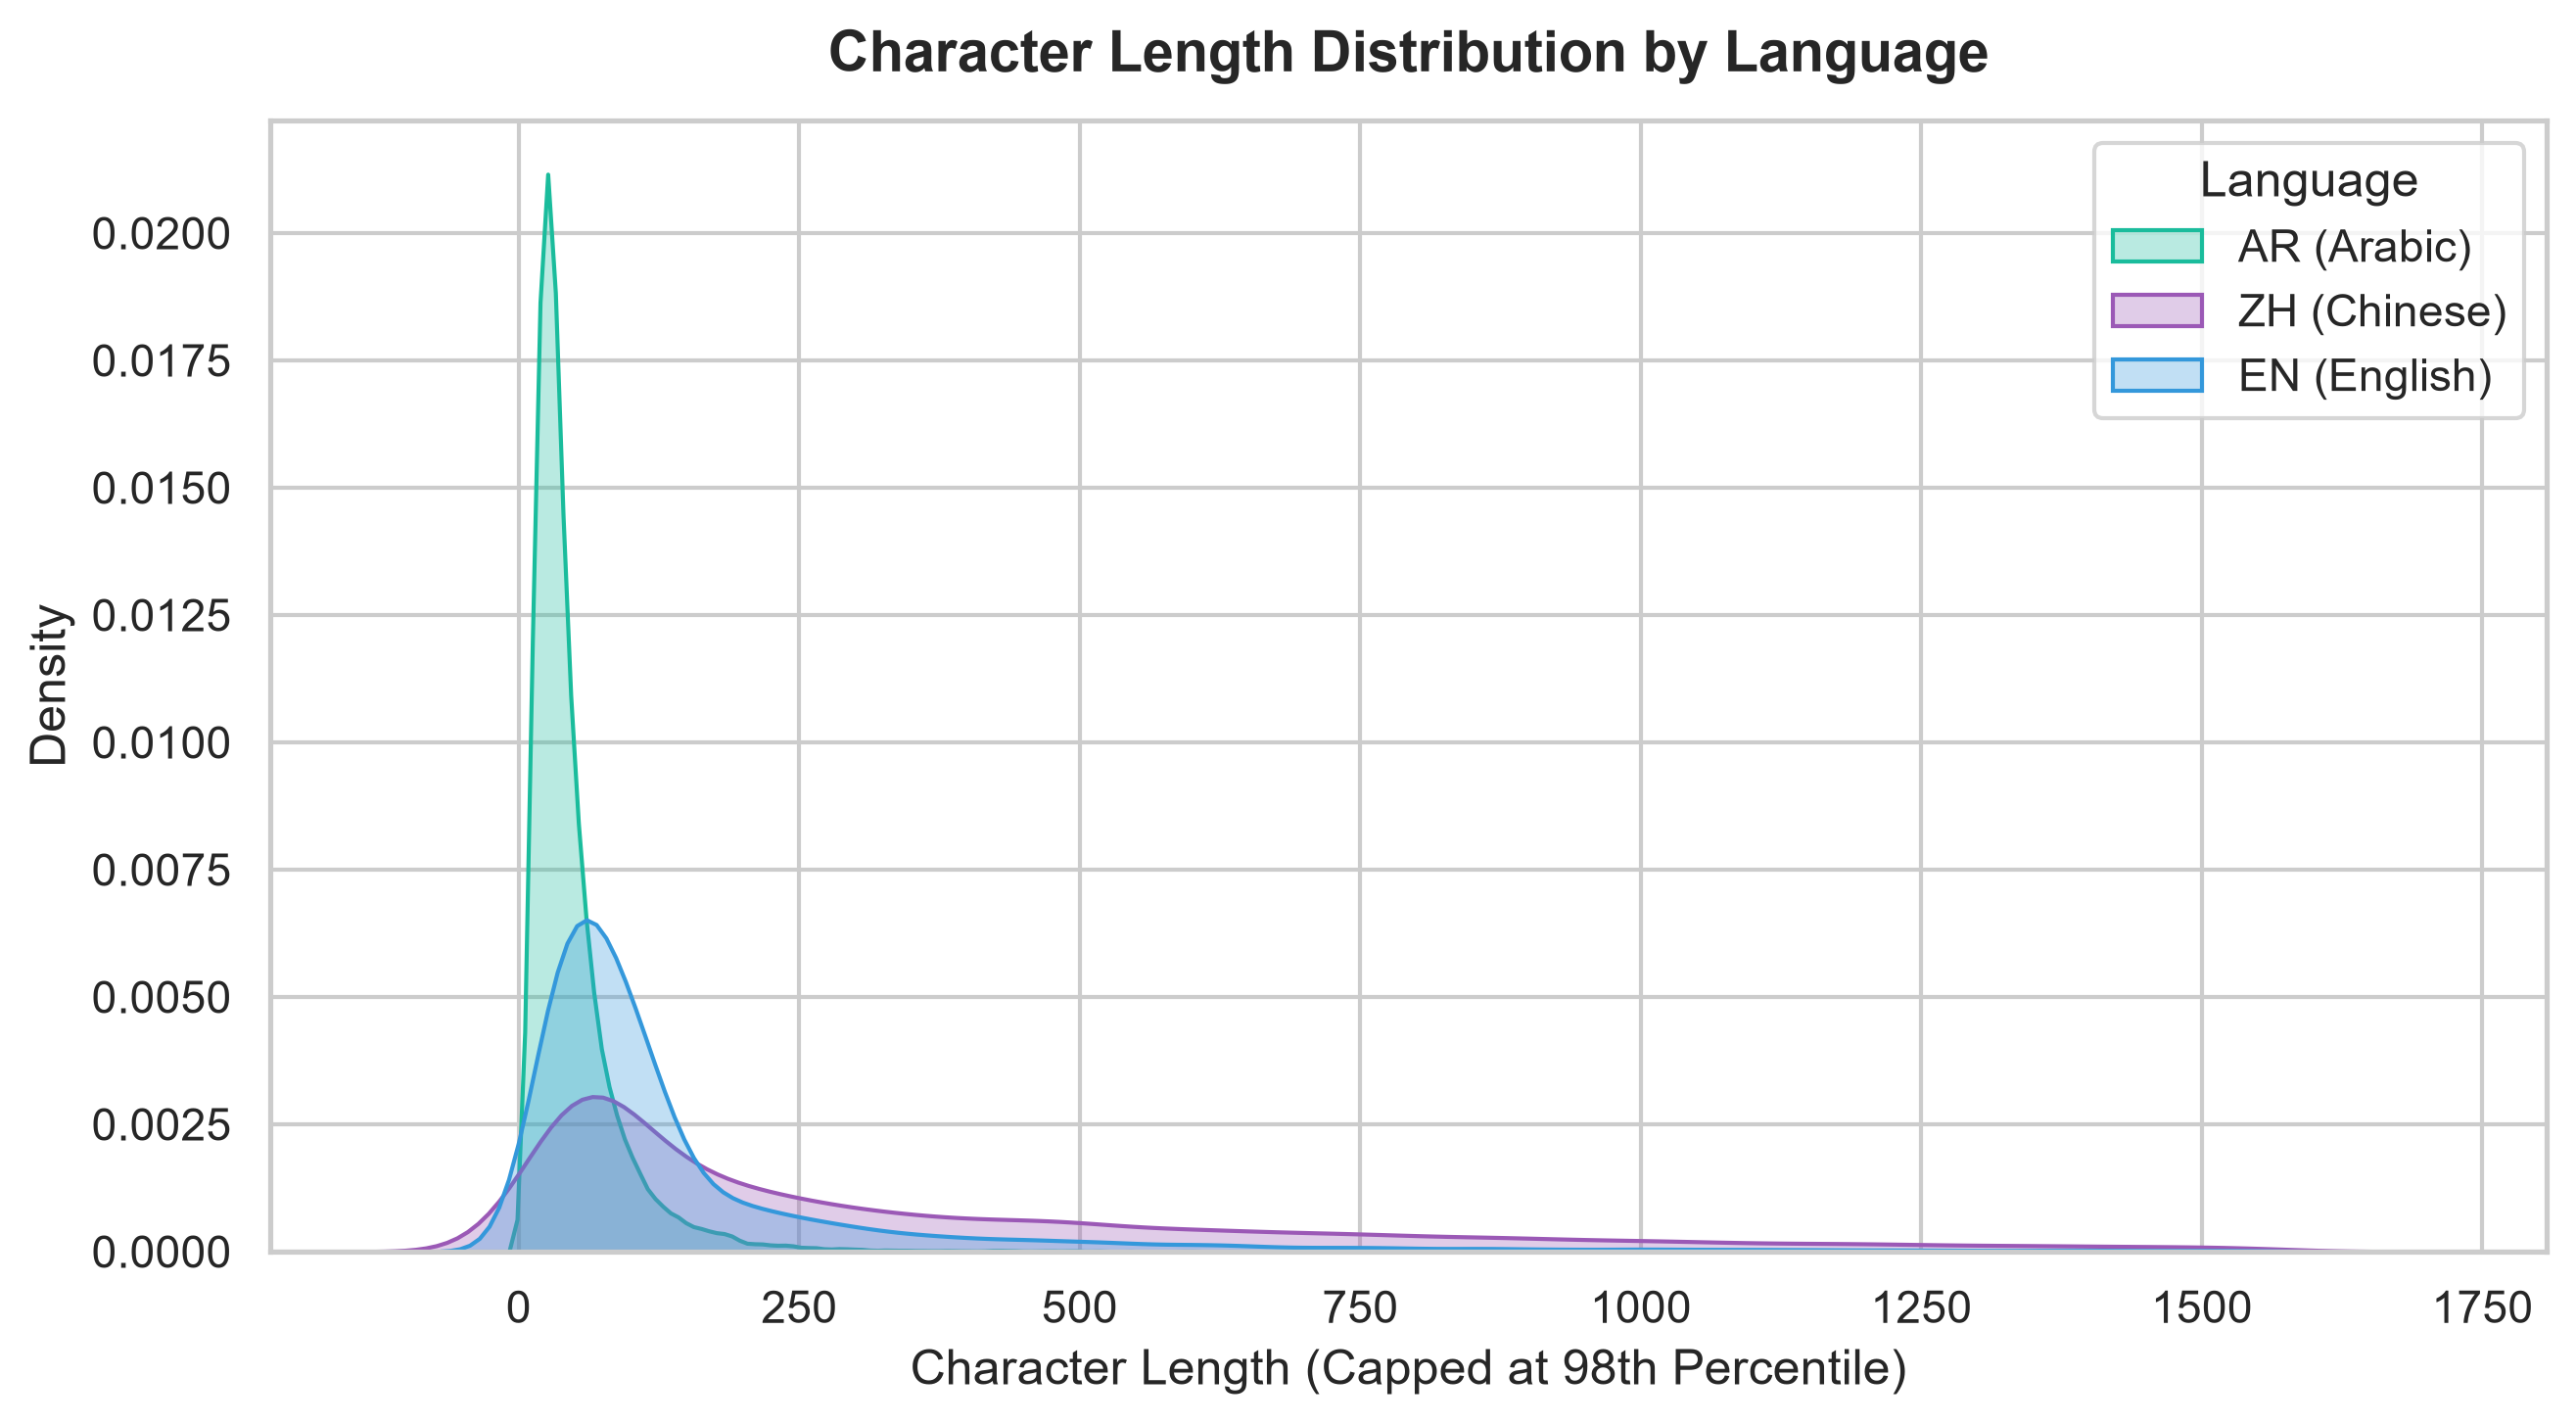 Character Length Distribution by Language
Language
AR (Arabic)
ZH (Chinese)
EN (English)
Density
0.0200
0.0175
0.0150
0.0125
0.0100
0.0075
0.0050
0.0025
0.0000
0 250 500 750 1000 1250 1500 1750
Character Length (Capped at 98th Percentile)